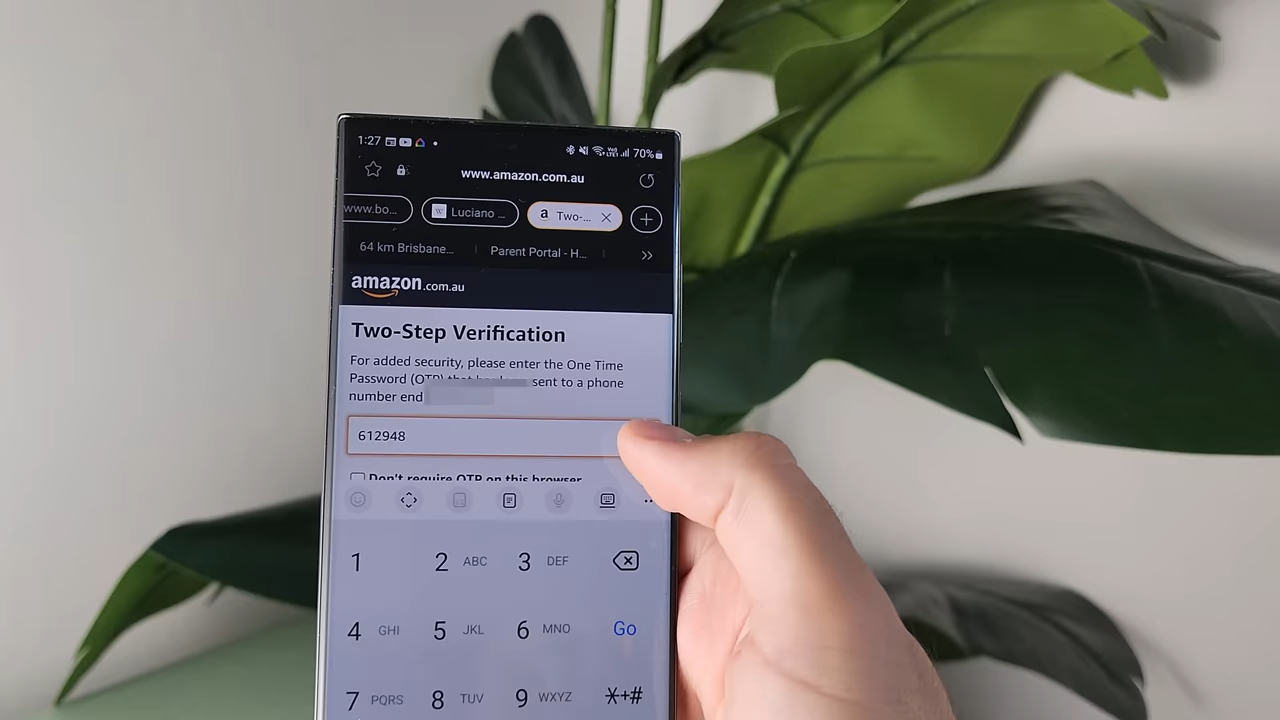 1:27 70%
www.amazon.com.au
www.bo... Luciano ... Two-...
64 km Brisbane... Parent Portal - H...
amazon.com.au
Two-Step Verification
For added security, please enter the One Time
Password (OTP) that has been sent to a phone
number end
612948
Don't require OTP on this browser
1 2 ABC 3 DEF
4 GHI 5 JKL 6 MNO Go
7 PQRS 8 TUV 9 WXYZ *+#